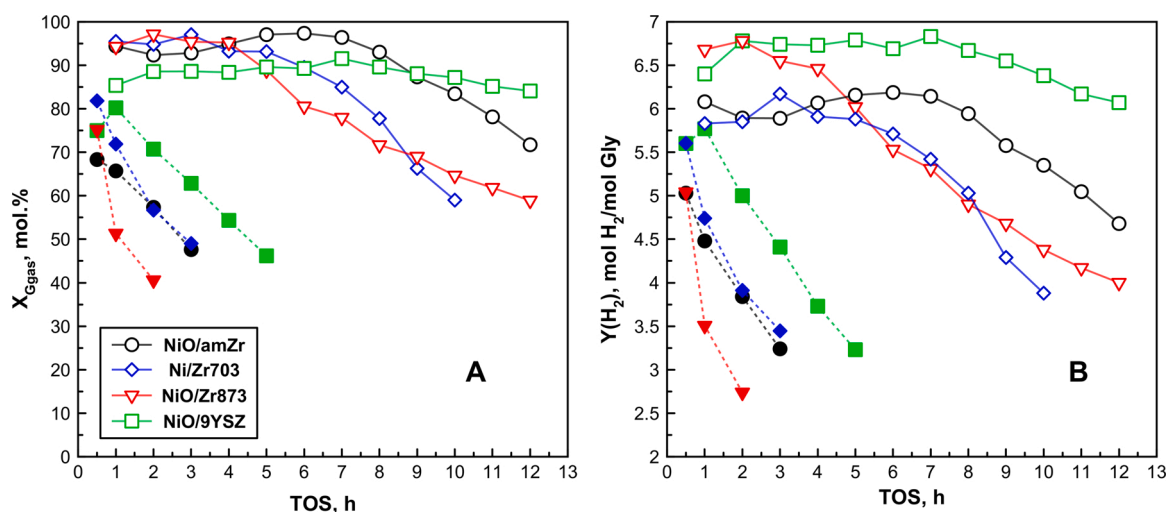 100
90
80
70
60
50
40
30
20
10
0
X_Ggas, mol.%
NiO/amZr
Ni/Zr703
NiO/Zr873
NiO/9YSZ
A
0 1 2 3 4 5 6 7 8 9 10 11 12 13
TOS, h
7
6.5
6
5.5
5
4.5
4
3.5
3
2.5
2
Y(H₂), mol H₂/mol Gly
B
0 1 2 3 4 5 6 7 8 9 10 11 12 13
TOS, h